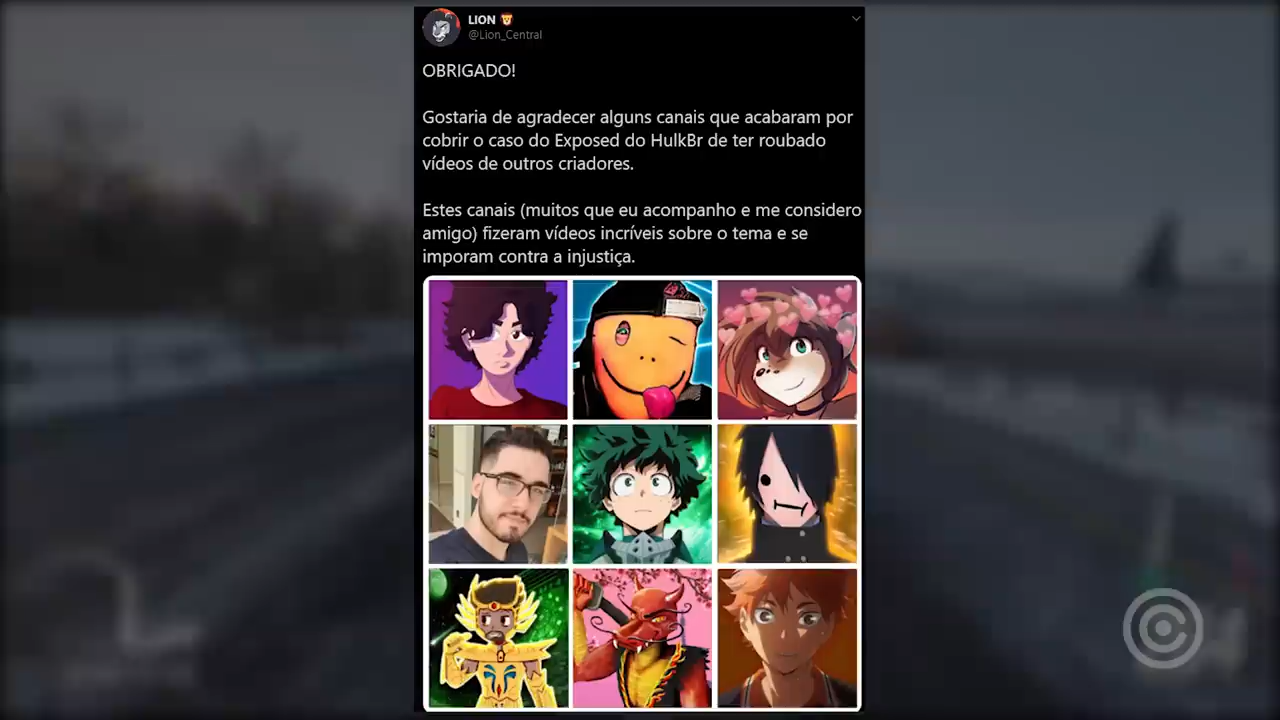 LION
@Lion_Central
OBRIGADO!
Gostaria de agradecer alguns canais que acabaram por
cobrir o caso do Exposed do HulkBr de ter roubado
vídeos de outros criadores.
Estes canais (muitos que eu acompanho e me considero
amigo) fizeram vídeos incríveis sobre o tema e se
imporam contra a injustiça.